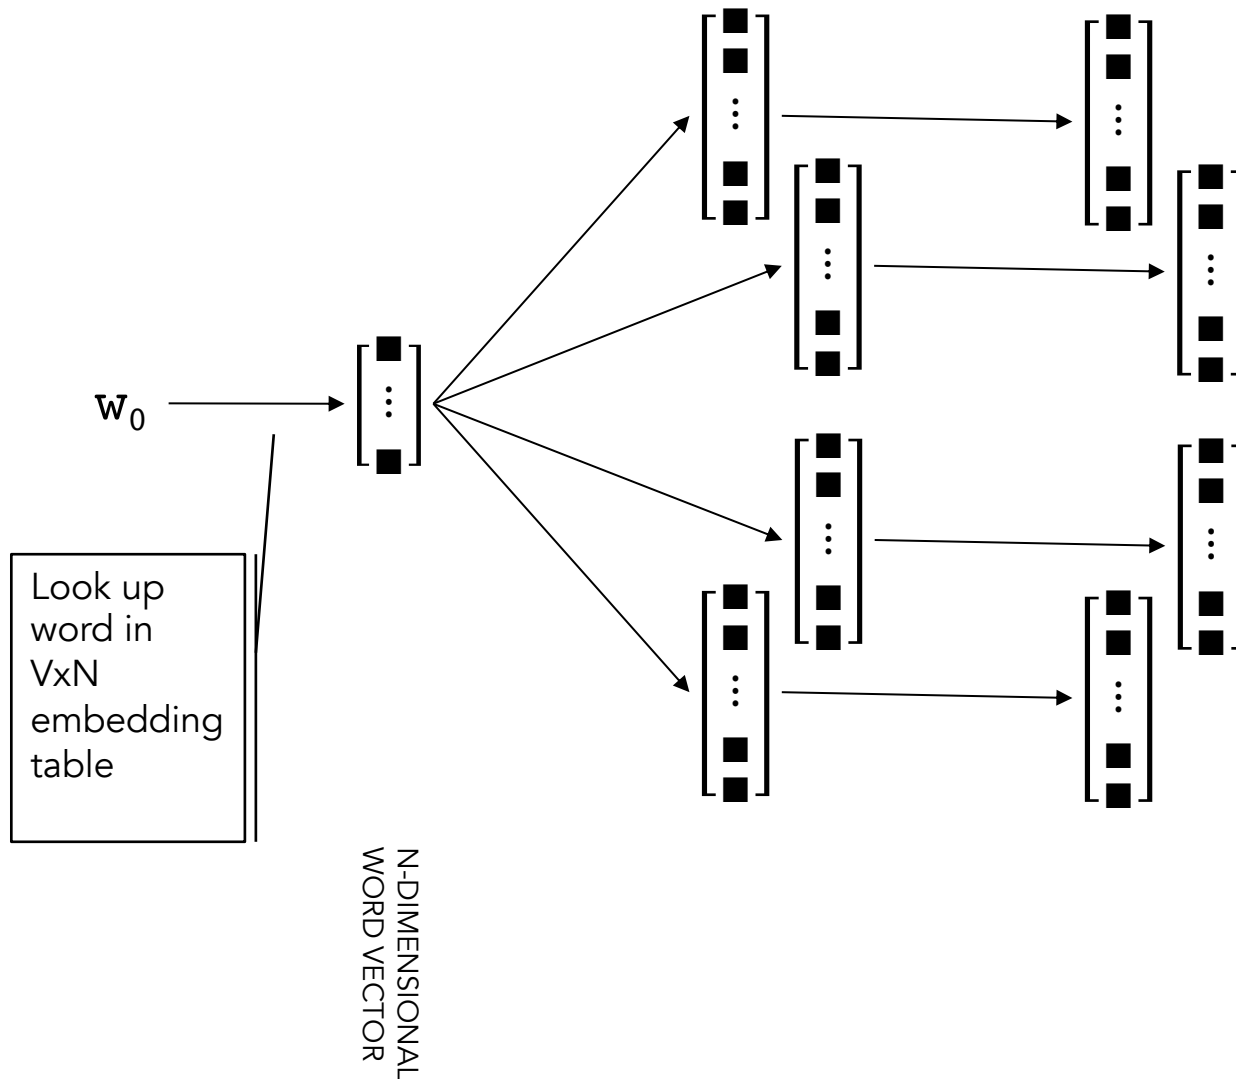 w₀
Look up
word in
VxN
embedding
table
N-DIMENSIONAL
WORD VECTOR